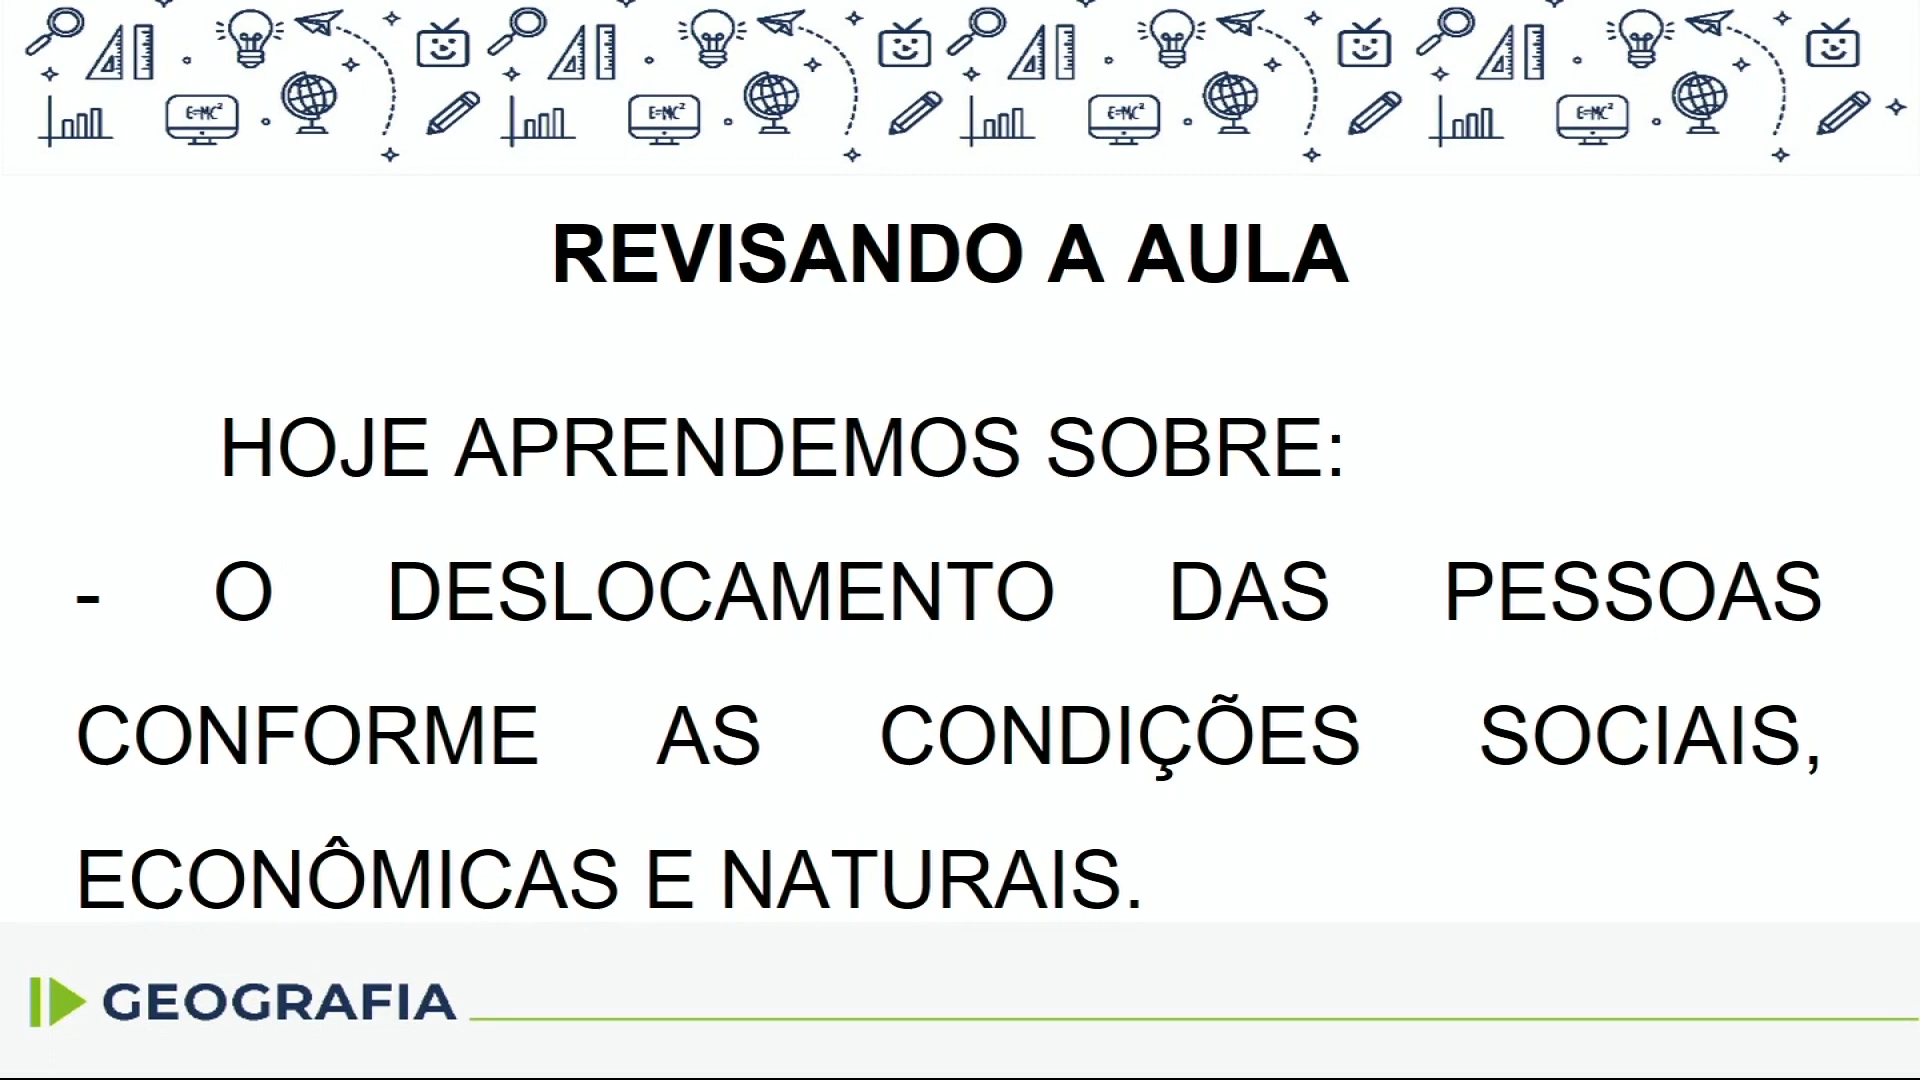 E=MC² E=MC² E=MC² E=MC²
REVISANDO A AULA
HOJE APRENDEMOS SOBRE:
- O DESLOCAMENTO DAS PESSOAS
CONFORME AS CONDIÇÕES SOCIAIS,
ECONÔMICAS E NATURAIS.
GEOGRAFIA